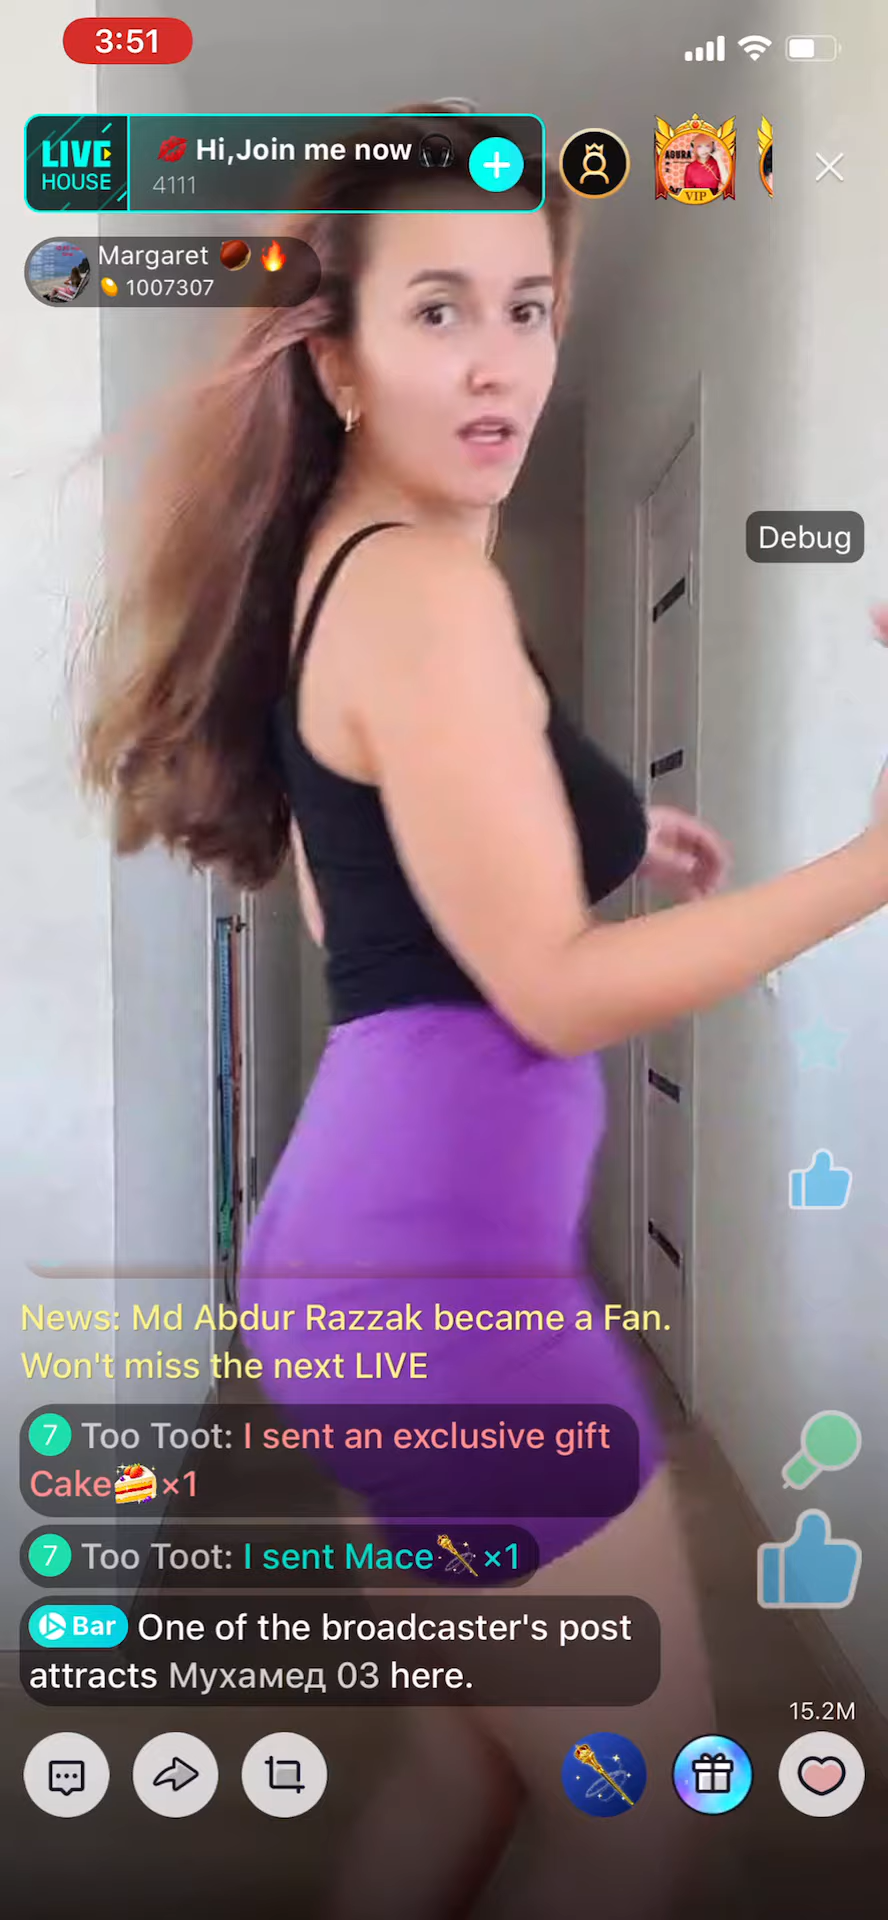 3:51
LIVE
HOUSE
💋 Hi,Join me now 🎧
4111
AGURA
VIP
Margaret 🌰 🔥
1007307
Debug
News: Md Abdur Razzak became a Fan.
Won't miss the next LIVE
7 Too Toot: I sent an exclusive gift
Cake🍰×1
7 Too Toot: I sent Mace ×1
Bar One of the broadcaster's post
attracts Мухамед 03 here.
15.2M